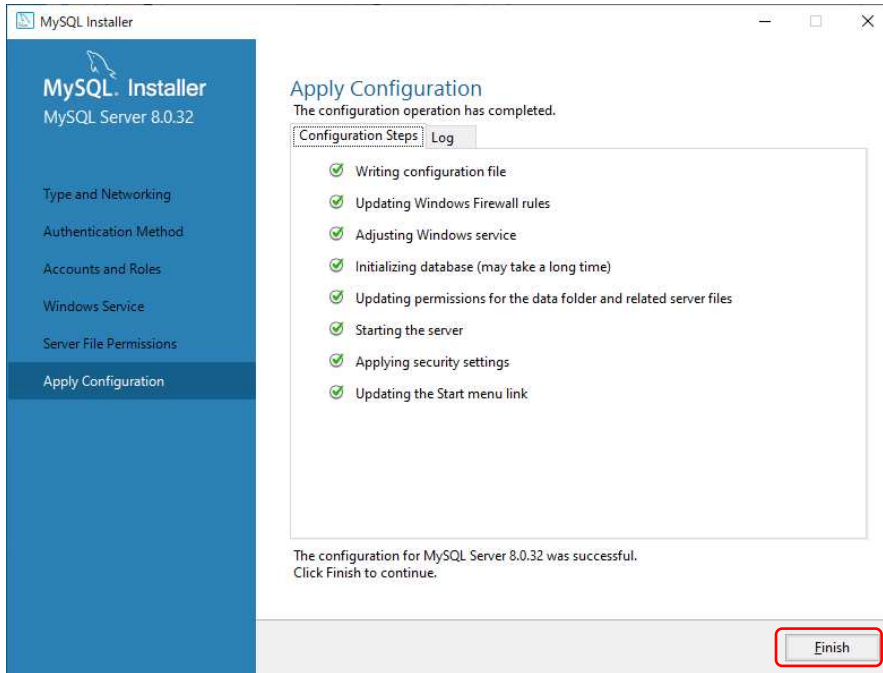 MySQL Installer
MySQL. Installer
MySQL Server 8.0.32
Type and Networking
Authentication Method
Accounts and Roles
Windows Service
Server File Permissions
Apply Configuration
Apply Configuration
The configuration operation has completed.
Configuration Steps Log
Writing configuration file
Updating Windows Firewall rules
Adjusting Windows service
Initializing database (may take a long time)
Updating permissions for the data folder and related server files
Starting the server
Applying security settings
Updating the Start menu link
The configuration for MySQL Server 8.0.32 was successful.
Click Finish to continue.
Finish